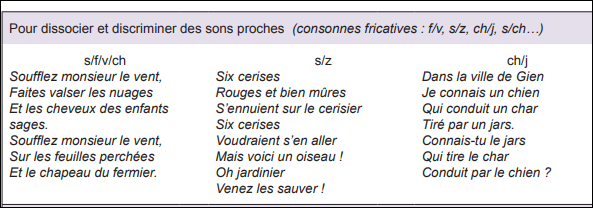 Pour dissocier et discriminer des sons proches (consonnes fricatives : f/v, s/z, ch/j, s/ch…)
s/f/v/ch
Soufflez monsieur le vent,
Faites valser les nuages
Et les cheveux des enfants
sages.
Soufflez monsieur le vent,
Sur les feuilles perchées
Et le chapeau du fermier.
s/z
Six cerises
Rouges et bien mûres
S'ennuient sur le cerisier
Six cerises
Voudraient s'en aller
Mais voici un oiseau !
Oh jardinier
Venez les sauver !
ch/j
Dans la ville de Gien
Je connais un chien
Qui conduit un char
Tiré par un jars.
Connais-tu le jars
Qui tire le char
Conduit par le chien ?